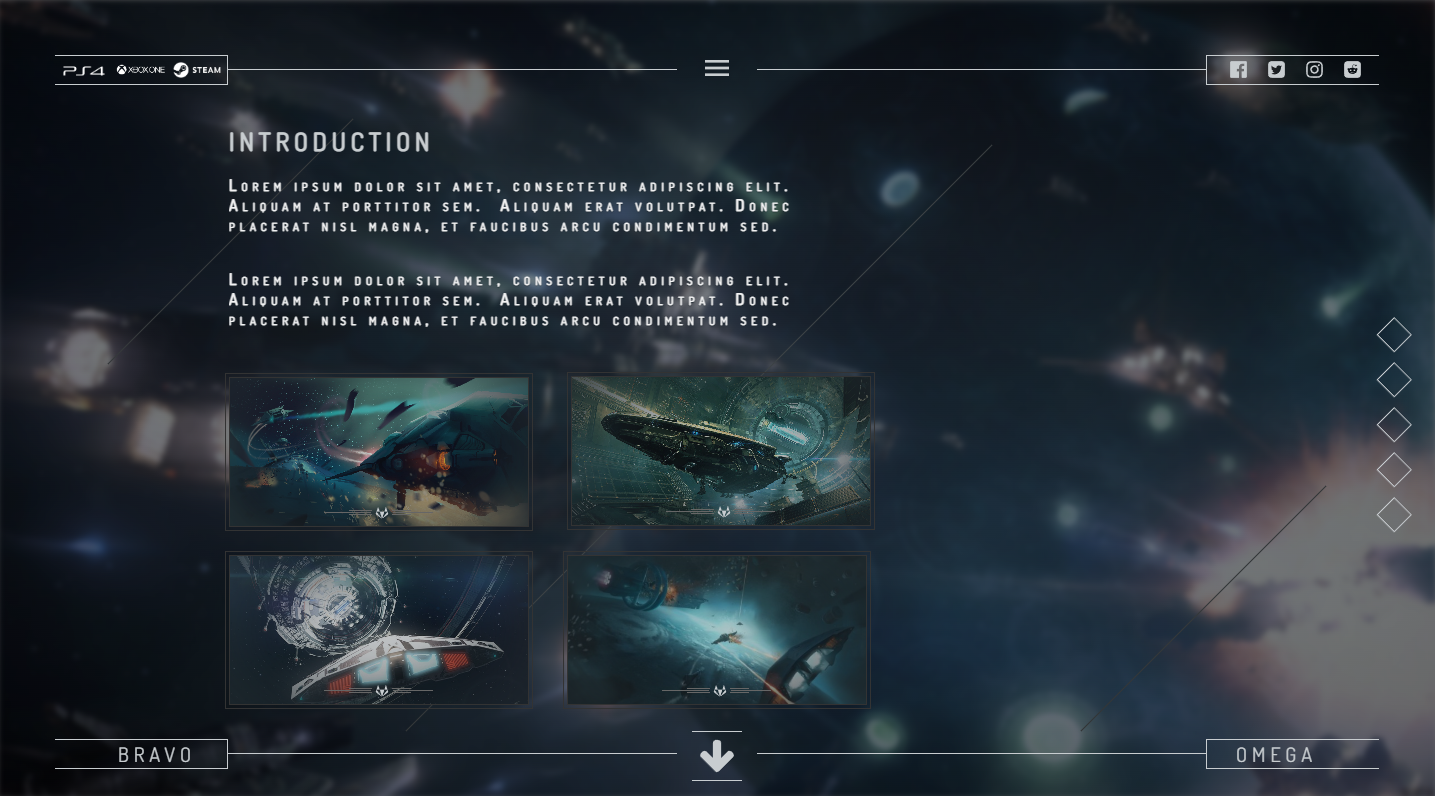 PS4 XBOX ONE STEAM
INTRODUCTION
Lorem ipsum dolor sit amet, consectetur adipiscing elit.
Aliquam at porttitor sem. Aliquam erat volutpat. Donec
placerat nisl magna, et faucibus arcu condimentum sed.
Lorem ipsum dolor sit amet, consectetur adipiscing elit.
Aliquam at porttitor sem. Aliquam erat volutpat. Donec
placerat nisl magna, et faucibus arcu condimentum sed.
BRAVO
OMEGA